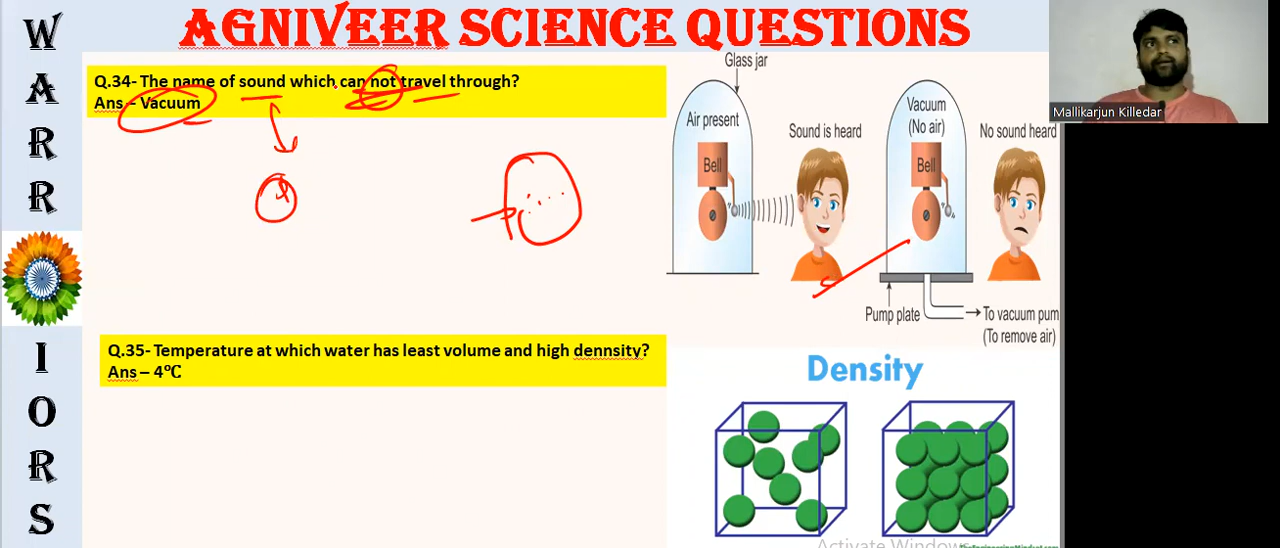 AGNIVEER SCIENCE QUESTIONS
W
A
R
R
I
O
R
S
Q.34- The name of sound which can not travel through?
Ans – Vacuum
Glass jar
Air present
Bell
Sound is heard
Vacuum
(No air)
Bell
No sound heard
Pump plate
To vacuum pum
(To remove air)
Mallikarjun Killedar
Q.35- Temperature at which water has least volume and high dennsity?
Ans – 4⁰C
Density
Activate Windows